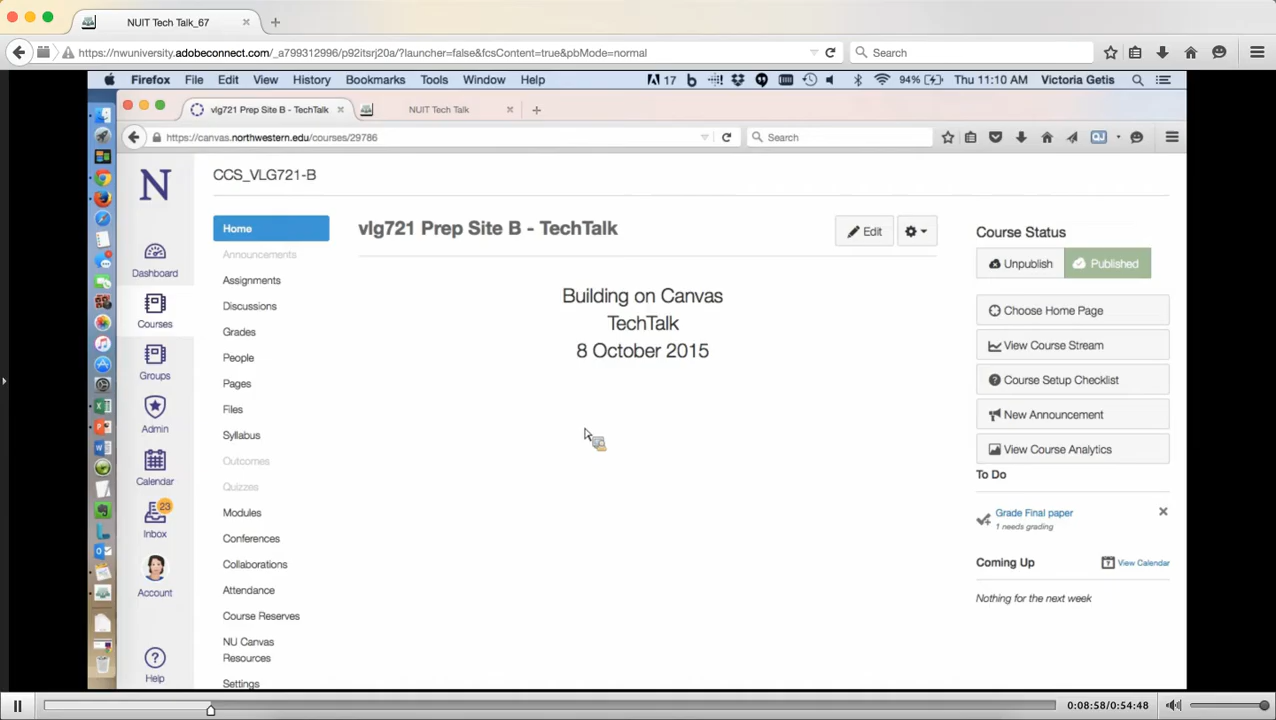 NUIT Tech Talk_67
https://nwuniversity.adobeconnect.com/_a799312996/p92itsrj20a/?launcher=false&fcsContent=true&pbMode=normal
Search
Firefox File Edit View History Bookmarks Tools Window Help
17
94%
Thu 11:10 AM
Victoria Getis
vlg721 Prep Site B - TechTalk
NUIT Tech Talk
https://canvas.northwestern.edu/courses/29786
Search
N
Dashboard
Courses
Groups
Admin
Calendar
23
Inbox
Account
Help
CCS_VLG721-B
Home
Announcements
Assignments
Discussions
Grades
People
Pages
Files
Syllabus
Outcomes
Quizzes
Modules
Conferences
Collaborations
Attendance
Course Reserves
NU Canvas
Resources
Settings
vlg721 Prep Site B - TechTalk
Edit
Building on Canvas
TechTalk
8 October 2015
Course Status
Unpublish
Published
Choose Home Page
View Course Stream
Course Setup Checklist
New Announcement
View Course Analytics
To Do
Grade Final paper
1 needs grading
Coming Up
View Calendar
Nothing for the next week
0:08:58/0:54:48